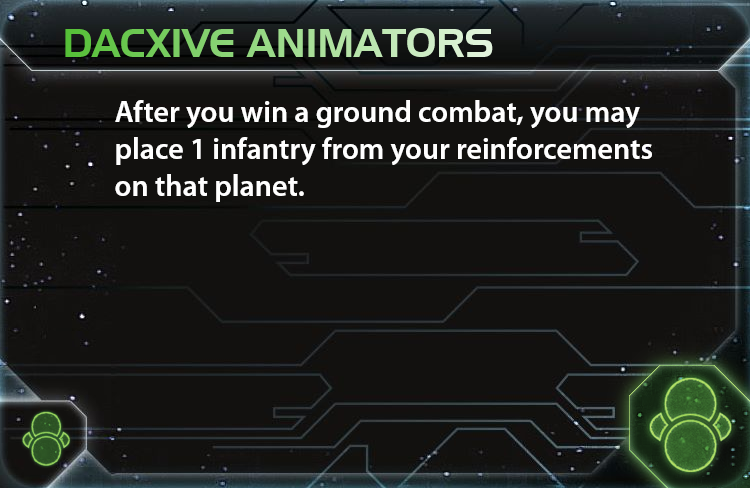 DACXIVE ANIMATORS
After you win a ground combat, you may
place 1 infantry from your reinforcements
on that planet.